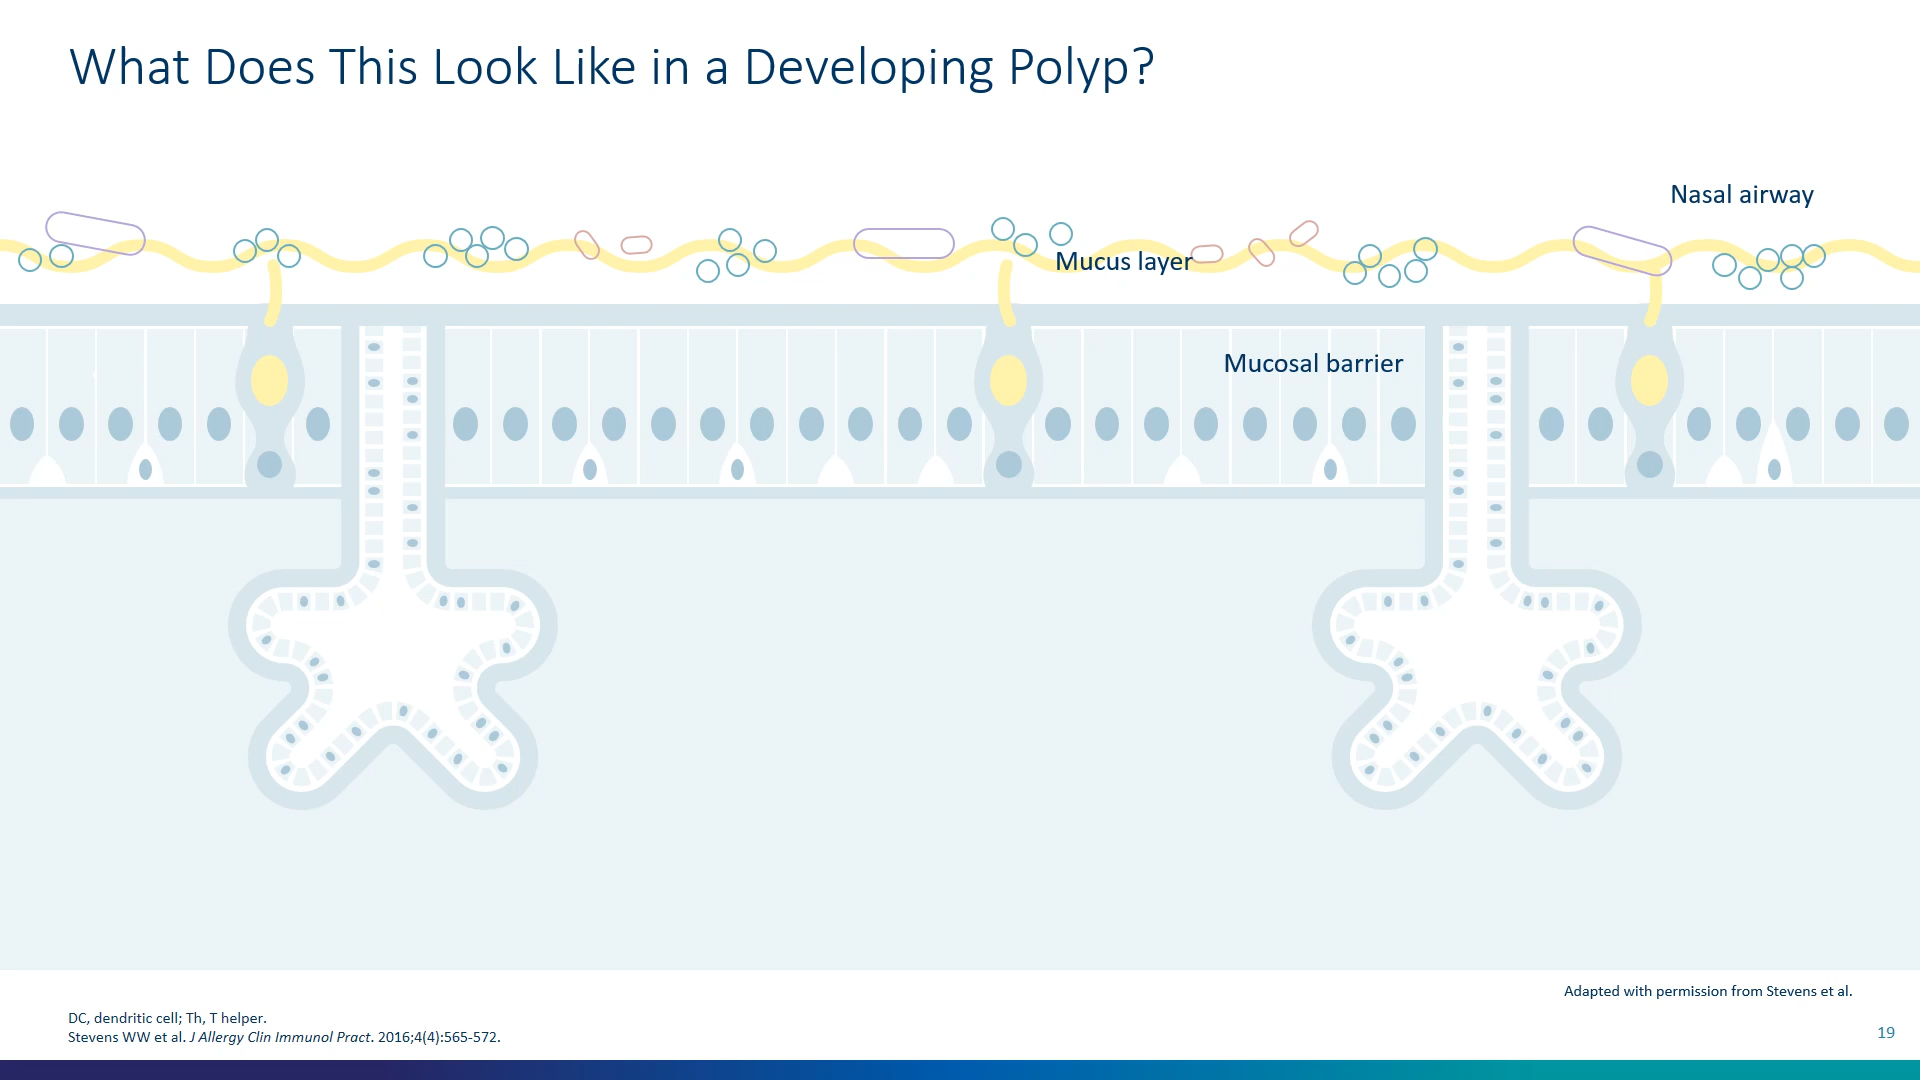 What Does This Look Like in a Developing Polyp?
Nasal airway
Mucus layer
Mucosal barrier
Adapted with permission from Stevens et al.
DC, dendritic cell; Th, T helper.
Stevens WW et al. J Allergy Clin Immunol Pract. 2016;4(4):565-572.
19